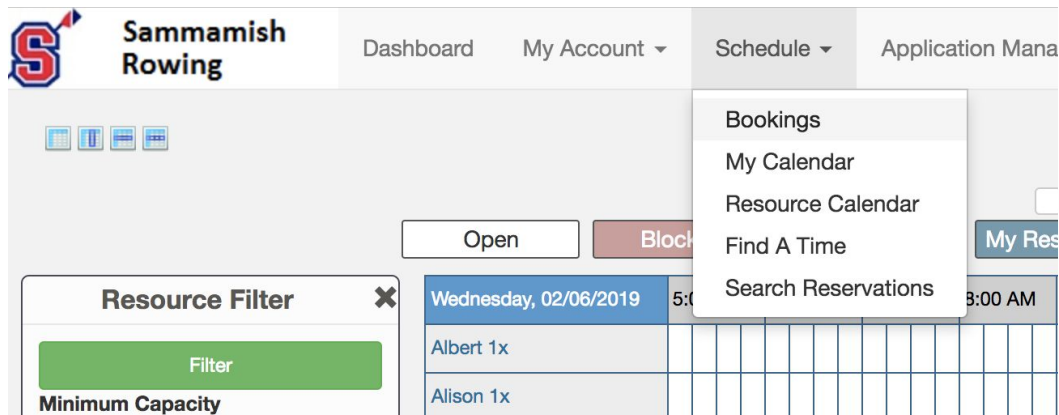 S
Sammamish
Rowing
Dashboard My Account Schedule Application Mana
Bookings
My Calendar
Resource Calendar
Find A Time
Search Reservations
Open Block My Res
Resource Filter
Filter
Minimum Capacity
Wednesday, 02/06/2019 5:0 8:00 AM
Albert 1x
Alison 1x